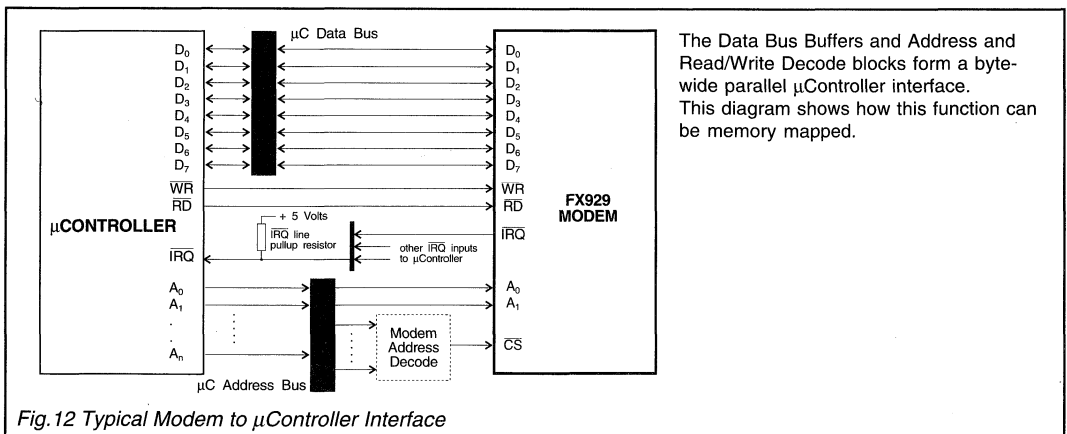 µC Data Bus
D0
D1
D2
D3
D4
D5
D6
D7
WR
RD
µCONTROLLER
+ 5 Volts
IRQ line
pullup resistor
IRQ
A0
A1
.
.
An
µC Address Bus
other IRQ inputs
to µController
Modem
Address
Decode
D0
D1
D2
D3
D4
D5
D6
D7
WR
RD
FX929
MODEM
IRQ
A0
A1
CS
The Data Bus Buffers and Address and
Read/Write Decode blocks form a byte-
wide parallel µController interface.
This diagram shows how this function can
be memory mapped.
Fig.12 Typical Modem to µController Interface